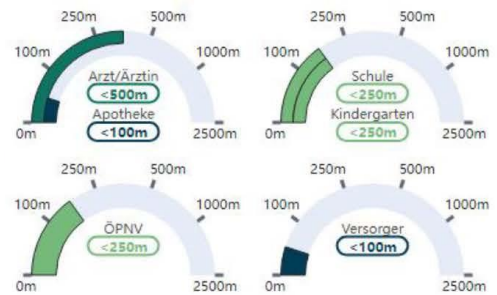 250m 500m
100m 1000m
Arzt/Ärztin
<500m
Apotheke
<100m
0m 2500m
250m 500m
100m 1000m
Schule
<250m
Kindergarten
<250m
0m 2500m
250m 500m
100m 1000m
ÖPNV
<250m
0m 2500m
250m 500m
100m 1000m
Versorger
<100m
0m 2500m